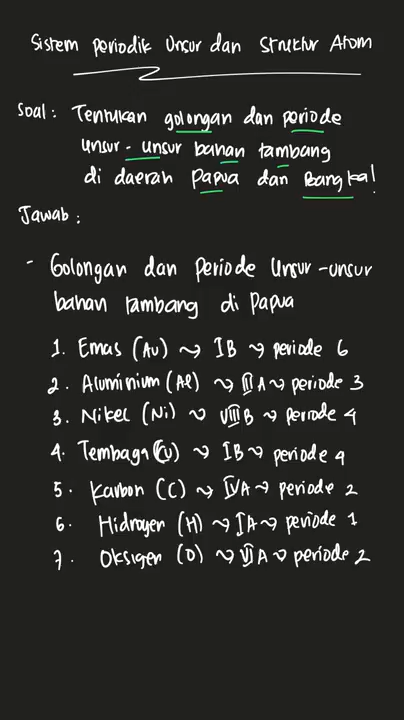 Sistem Periodik Unsur dan Struktur Atom
Soal : Tentukan golongan dan periode
unsur - unsur bahan tambang
di daerah Papua dan Bangka!
Jawab :
- Golongan dan Periode Unsur-unsur
bahan tambang di Papua
1. Emas (Au) ~> IB ~> periode 6
2. Aluminium (Al) ~> IIIA ~> periode 3
3. Nikel (Ni) ~> VIIIB ~> periode 4
4. Tembaga (Cu) ~> IB ~> periode 4
5. Karbon (C) ~> IVA ~> periode 2
6. Hidrogen (H) ~> IA ~> periode 1
7. Oksigen (O) ~> VIA ~> periode 2